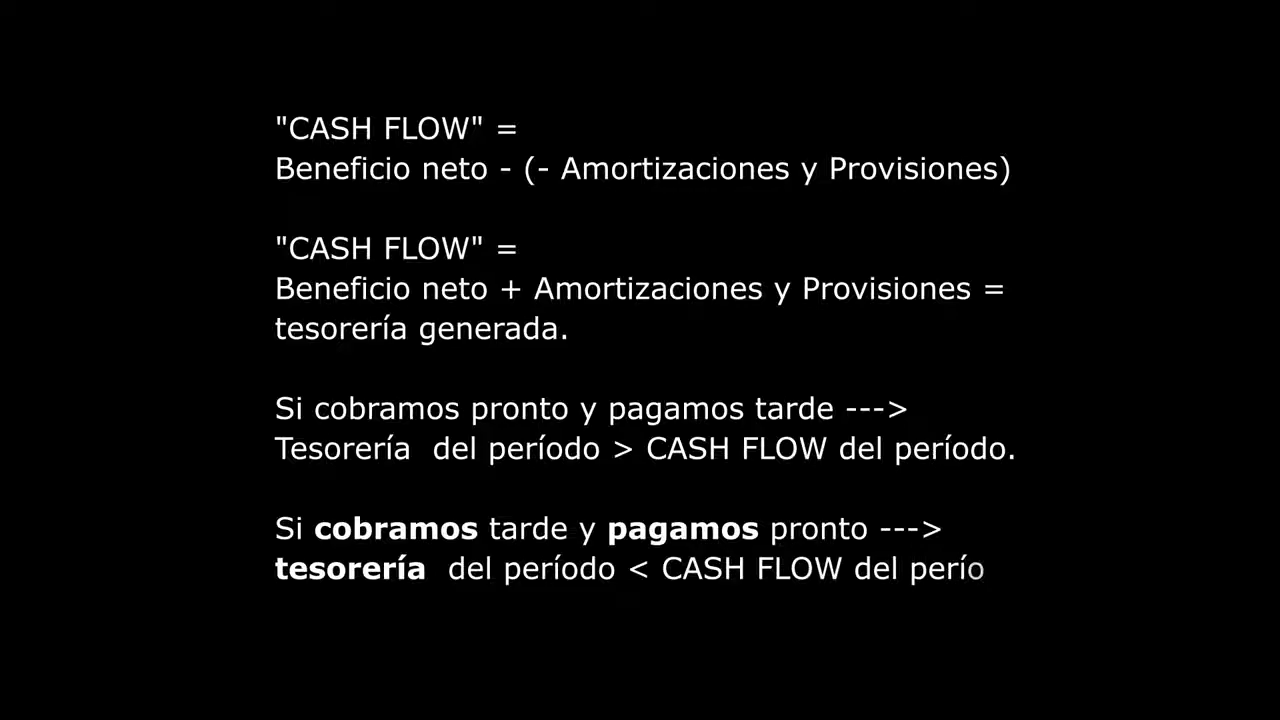 "CASH FLOW" =
Beneficio neto - (- Amortizaciones y Provisiones)
"CASH FLOW" =
Beneficio neto + Amortizaciones y Provisiones =
tesorería generada.
Si cobramos pronto y pagamos tarde --->
Tesorería  del período > CASH FLOW del período.
Si cobramos tarde y pagamos pronto --->
tesorería  del período < CASH FLOW del perío